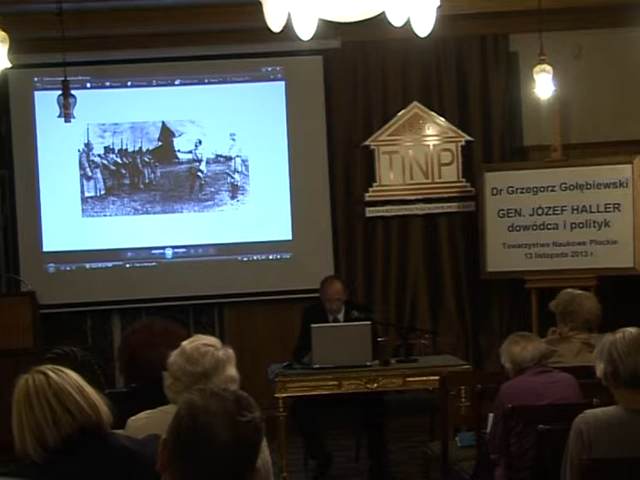 TNP
Dr Grzegorz Gołębiewski
GEN. JÓZEF HALLER
dowódca i polityk
Towarzystwo Naukowe Płockie
13 listopada 2013 r.